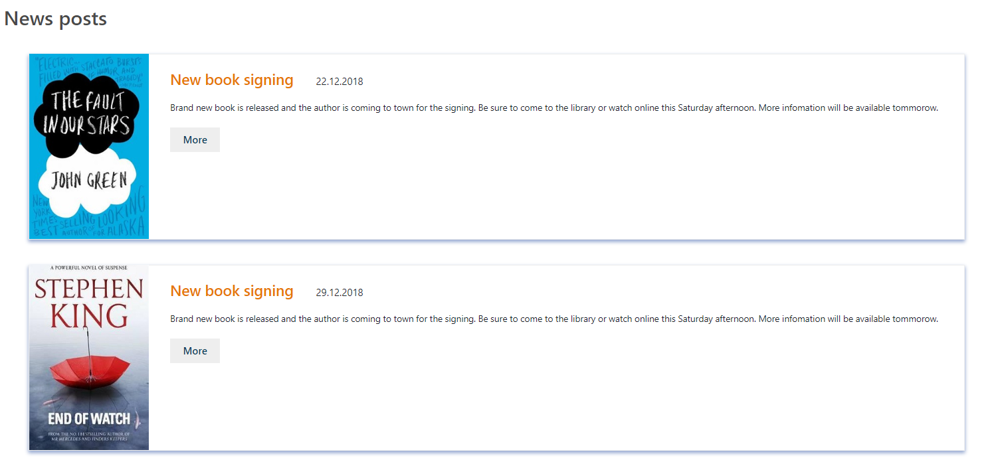 News posts
"ELECTRIC...
FILLED WITH STACCATO BURSTS
OF HUMOR AND
TRAGEDY."
THE FAULT
IN OUR STARS
JOHN GREEN
NEW
YORK
TIMES
BESTSELLING
AUTHOR OF
LOOKING
FOR ALASKA
New book signing 22.12.2018
Brand new book is released and the author is coming to town for the signing. Be sure to come to the library or watch online this Saturday afternoon. More infomation will be available tommorow.
More
A POWERFUL NOVEL OF SUSPENSE
STEPHEN
KING
END OF WATCH
FROM THE NO. 1 BESTSELLING AUTHOR OF
MR MERCEDES AND FINDERS KEEPERS
New book signing 29.12.2018
Brand new book is released and the author is coming to town for the signing. Be sure to come to the library or watch online this Saturday afternoon. More infomation will be available tommorow.
More